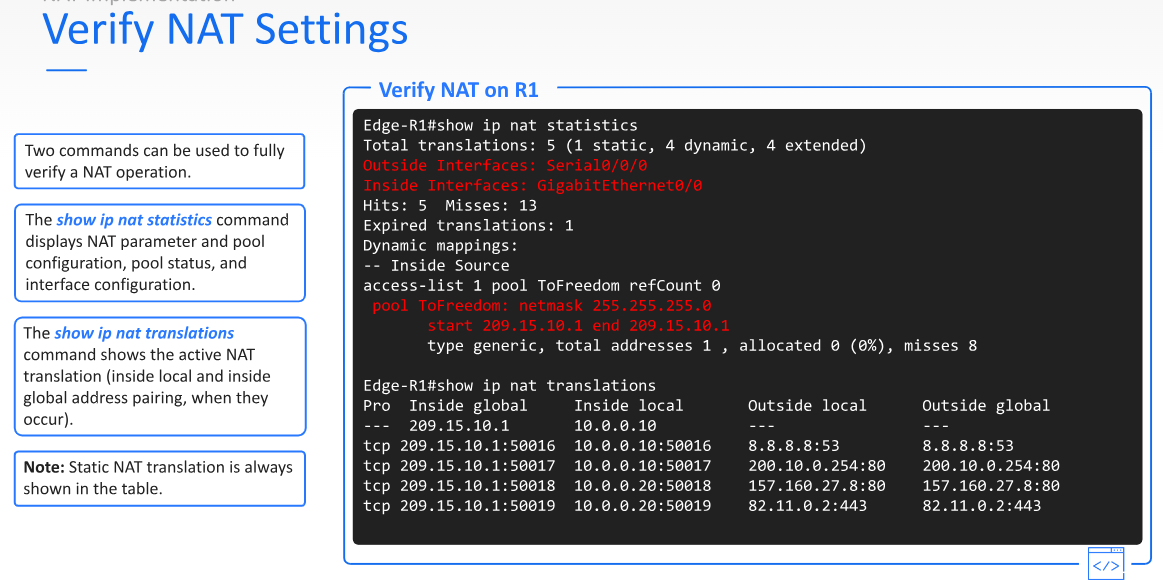 NAT Implementation
Verify NAT Settings
Two commands can be used to fully
verify a NAT operation.
The show ip nat statistics command
displays NAT parameter and pool
configuration, pool status, and
interface configuration.
The show ip nat translations
command shows the active NAT
translation (inside local and inside
global address pairing, when they
occur).
Note: Static NAT translation is always
shown in the table.
Verify NAT on R1
Edge-R1#show ip nat statistics
Total translations: 5 (1 static, 4 dynamic, 4 extended)
Outside Interfaces: Serial0/0/0
Inside Interfaces: GigabitEthernet0/0
Hits: 5  Misses: 13
Expired translations: 1
Dynamic mappings:
-- Inside Source
access-list 1 pool ToFreedom refCount 0
 pool ToFreedom: netmask 255.255.255.0
       start 209.15.10.1 end 209.15.10.1
       type generic, total addresses 1 , allocated 0 (0%), misses 8
Edge-R1#show ip nat translations
Pro  Inside global     Inside local       Outside local      Outside global
---  209.15.10.1       10.0.0.10          ---                ---
tcp 209.15.10.1:50016  10.0.0.10:50016    8.8.8.8:53         8.8.8.8:53
tcp 209.15.10.1:50017  10.0.0.10:50017    200.10.0.254:80    200.10.0.254:80
tcp 209.15.10.1:50018  10.0.0.20:50018    157.160.27.8:80    157.160.27.8:80
tcp 209.15.10.1:50019  10.0.0.20:50019    82.11.0.2:443      82.11.0.2:443
</>